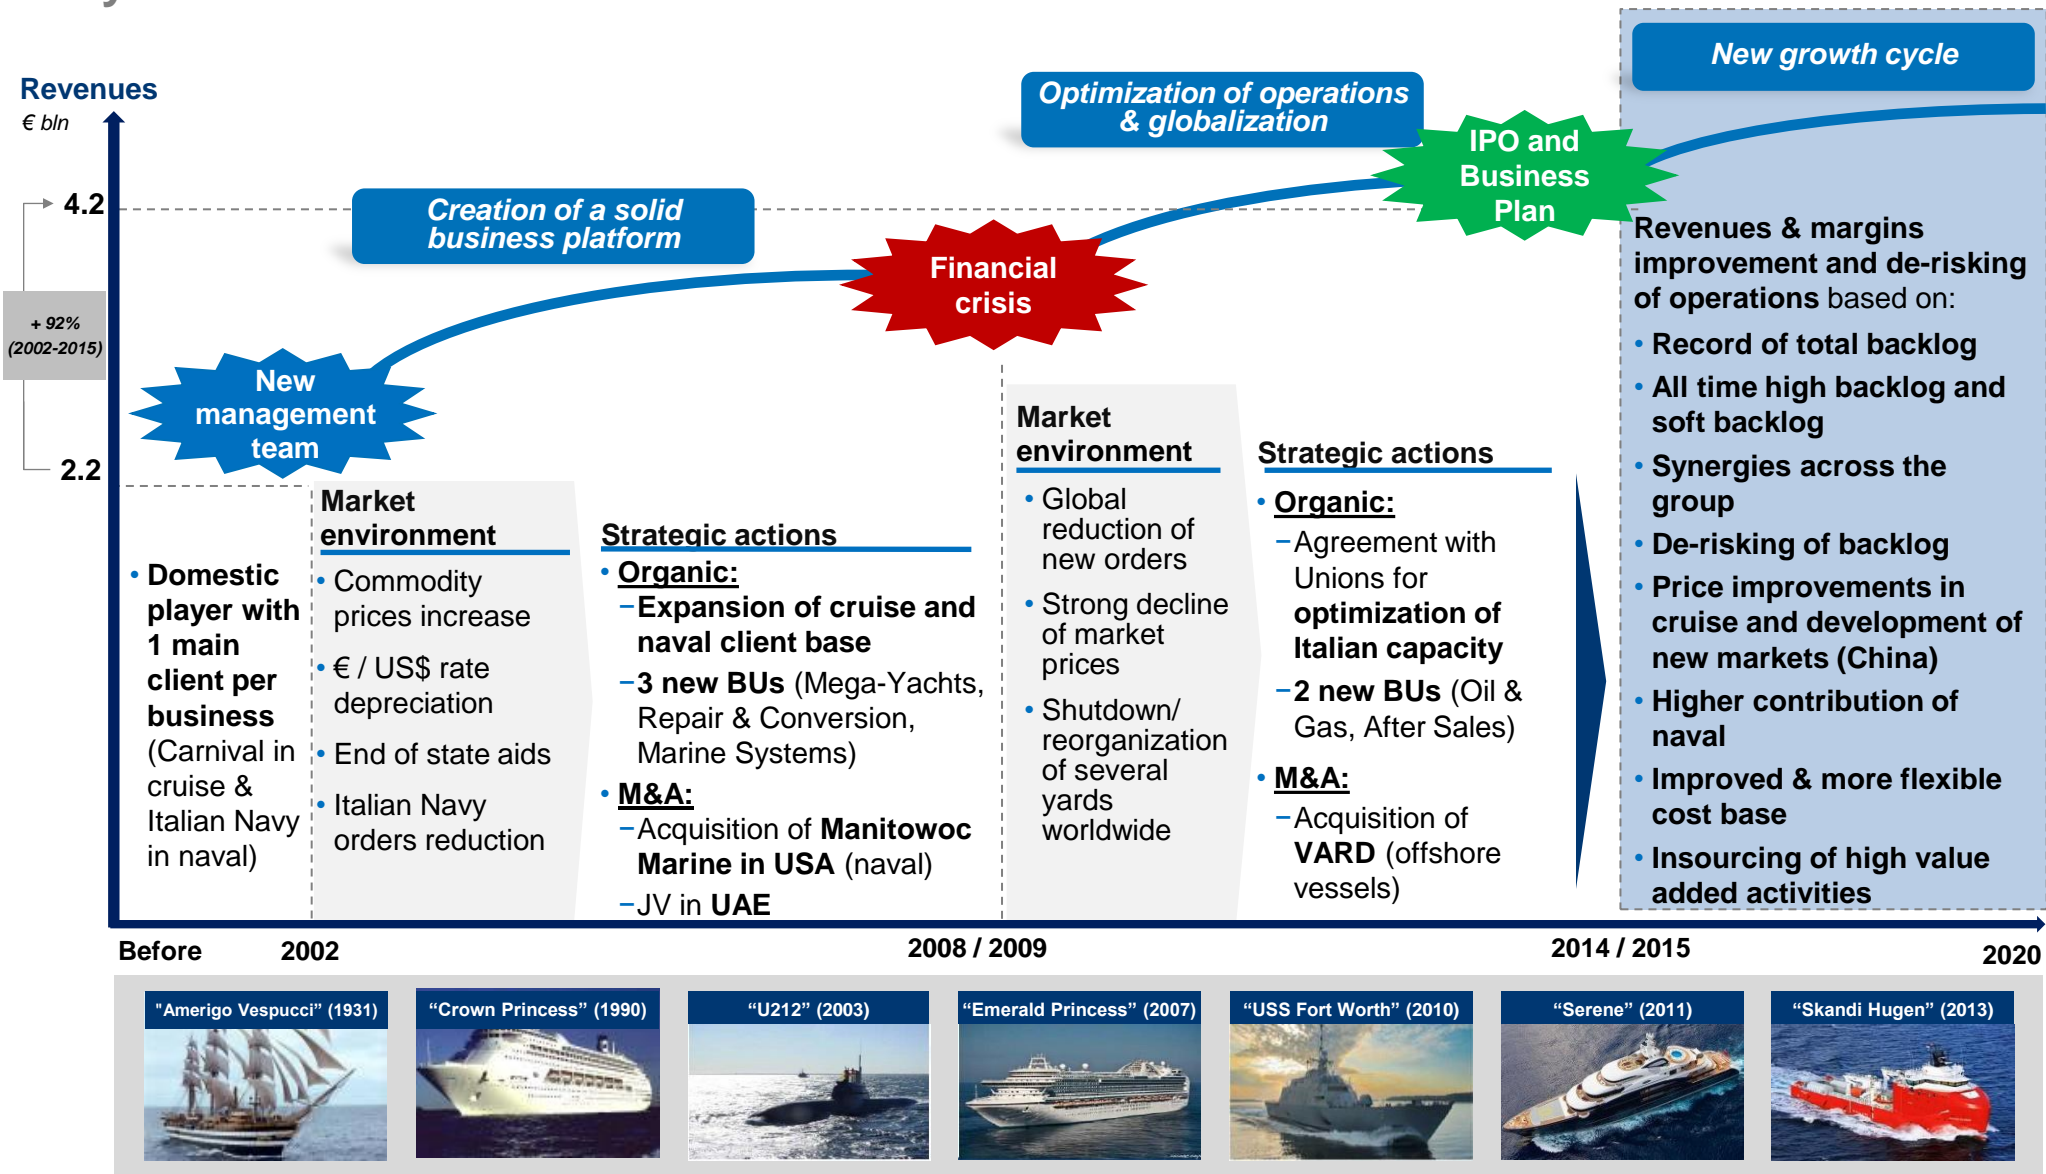 Revenues
€ bln
4.2
+ 92%
(2002-2015)
2.2
New
management
team
Creation of a solid
business platform
Financial
crisis
Optimization of operations
& globalization
IPO and
Business
Plan
New growth cycle
• Domestic
player with
1 main
client per
business
(Carnival in
cruise &
Italian Navy
in naval)
Market
environment
• Commodity
prices increase
• € / US$ rate
depreciation
• End of state aids
• Italian Navy
orders reduction
Strategic actions
• Organic:
−Expansion of cruise and
naval client base
−3 new BUs (Mega-Yachts,
Repair & Conversion,
Marine Systems)
• M&A:
−Acquisition of Manitowoc
Marine in USA (naval)
−JV in UAE
Market
environment
• Global
reduction of
new orders
• Strong decline
of market
prices
• Shutdown/
reorganization
of several
yards
worldwide
Strategic actions
• Organic:
−Agreement with
Unions for
optimization of
Italian capacity
−2 new BUs (Oil &
Gas, After Sales)
• M&A:
−Acquisition of
VARD (offshore
vessels)
Revenues & margins
improvement and de-risking
of operations based on:
• Record of total backlog
• All time high backlog and
soft backlog
• Synergies across the
group
• De-risking of backlog
• Price improvements in
cruise and development of
new markets (China)
• Higher contribution of
naval
• Improved & more flexible
cost base
• Insourcing of high value
added activities
Before
2002
2008 / 2009
2014 / 2015
2020
"Amerigo Vespucci” (1931)
“Crown Princess” (1990)
“U212” (2003)
“Emerald Princess” (2007)
“USS Fort Worth” (2010)
“Serene” (2011)
“Skandi Hugen” (2013)